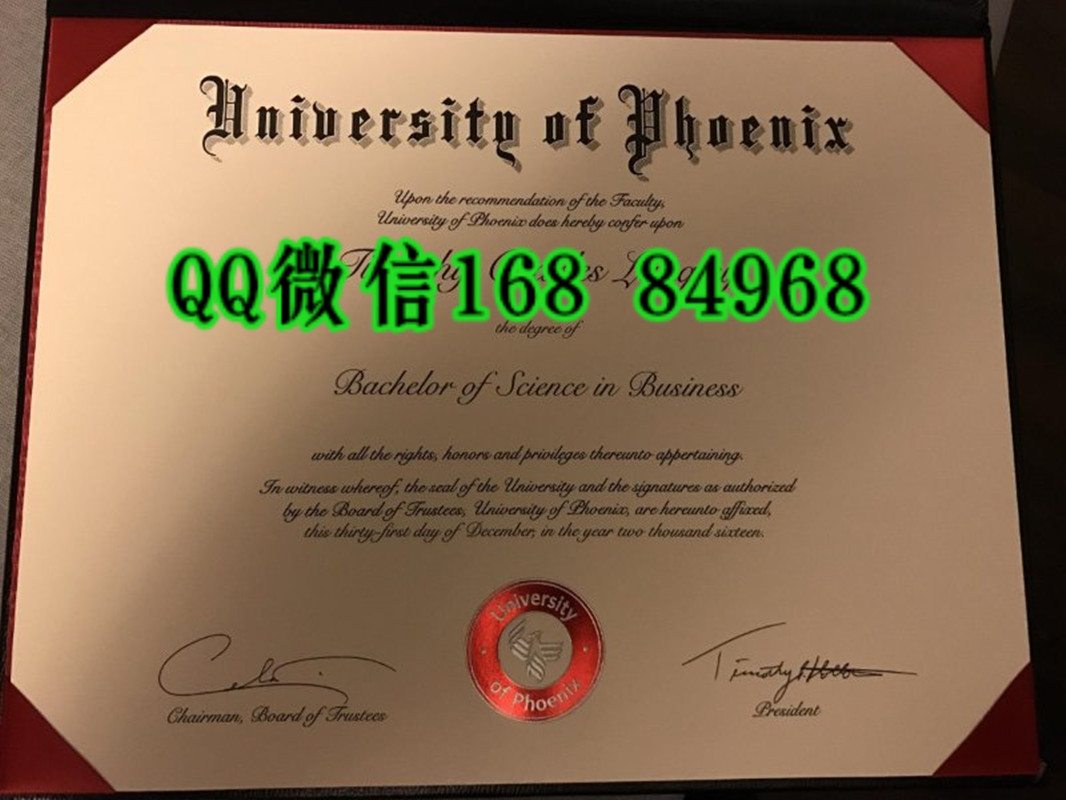 University of Phoenix
Upon the recommendation of the Faculty,
University of Phoenix does hereby confer upon
QQ微信168 84968
the degree of
Bachelor of Science in Business
with all the rights, honors and privileges thereunto appertaining.
In witness whereof, the seal of the University and the signatures as authorized
by the Board of Trustees, University of Phoenix, are hereunto affixed,
this thirty-first day of December, in the year two thousand sixteen.
University
of Phoenix
Chairman, Board of Trustees
President